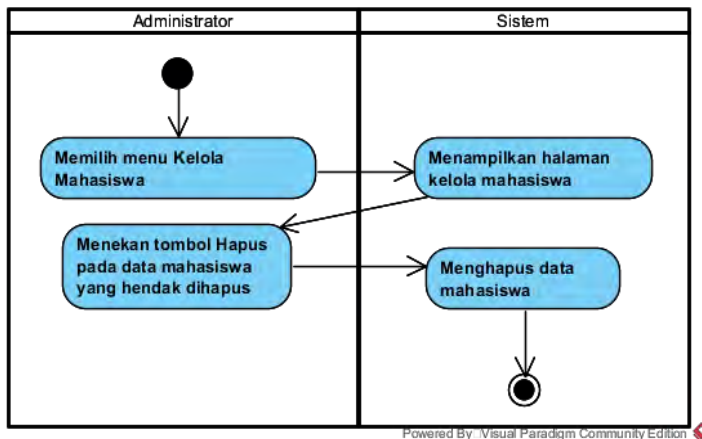 Administrator
Sistem
Memilih menu Kelola
Mahasiswa
Menampilkan halaman
kelola mahasiswa
Menekan tombol Hapus
pada data mahasiswa
yang hendak dihapus
Menghapus data
mahasiswa
Powered By Visual Paradigm Community Edition